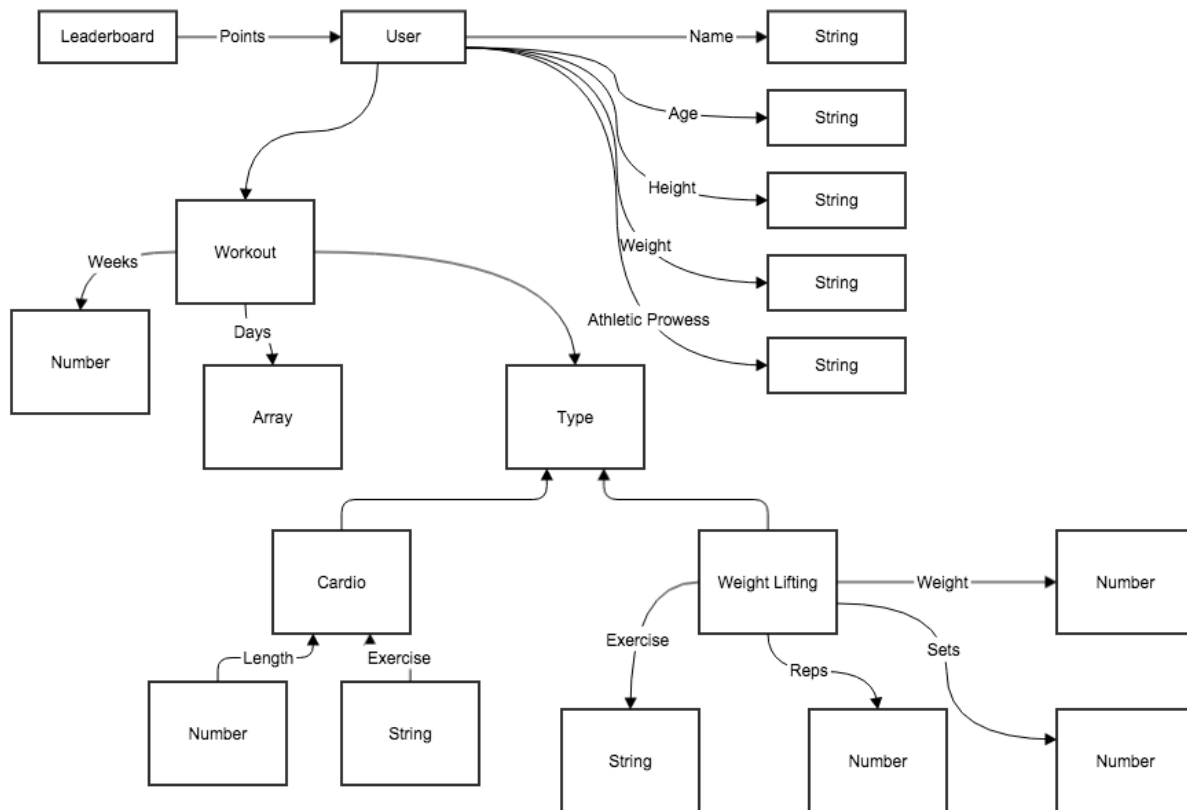 Leaderboard
Points
User
Name
String
Age
String
Height
String
Weight
String
Athletic Prowess
String
Workout
Weeks
Number
Days
Array
Type
Cardio
Length
Number
Exercise
String
Weight Lifting
Exercise
String
Reps
Number
Weight
Number
Sets
Number